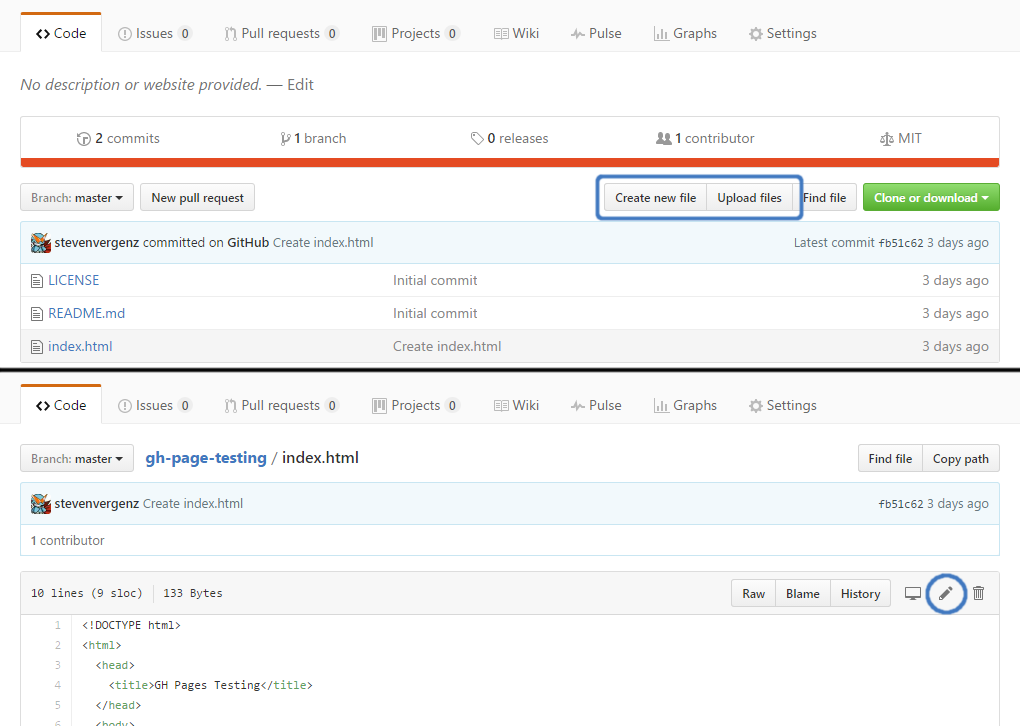 Code Issues 0 Pull requests 0 Projects 0 Wiki Pulse Graphs Settings
No description or website provided. — Edit
2 commits 1 branch 0 releases 1 contributor MIT
Branch: master New pull request Create new file Upload files Find file Clone or download
stevenvergenz committed on GitHub Create index.html Latest commit fb51c62 3 days ago
LICENSE Initial commit 3 days ago
README.md Initial commit 3 days ago
index.html Create index.html 3 days ago
Code Issues 0 Pull requests 0 Projects 0 Wiki Pulse Graphs Settings
Branch: master gh-page-testing / index.html Find file Copy path
stevenvergenz Create index.html fb51c62 3 days ago
1 contributor
10 lines (9 sloc) 133 Bytes Raw Blame History
1 <!DOCTYPE html>
2 <html>
3 <head>
4 <title>GH Pages Testing</title>
5 </head>
6 <body>